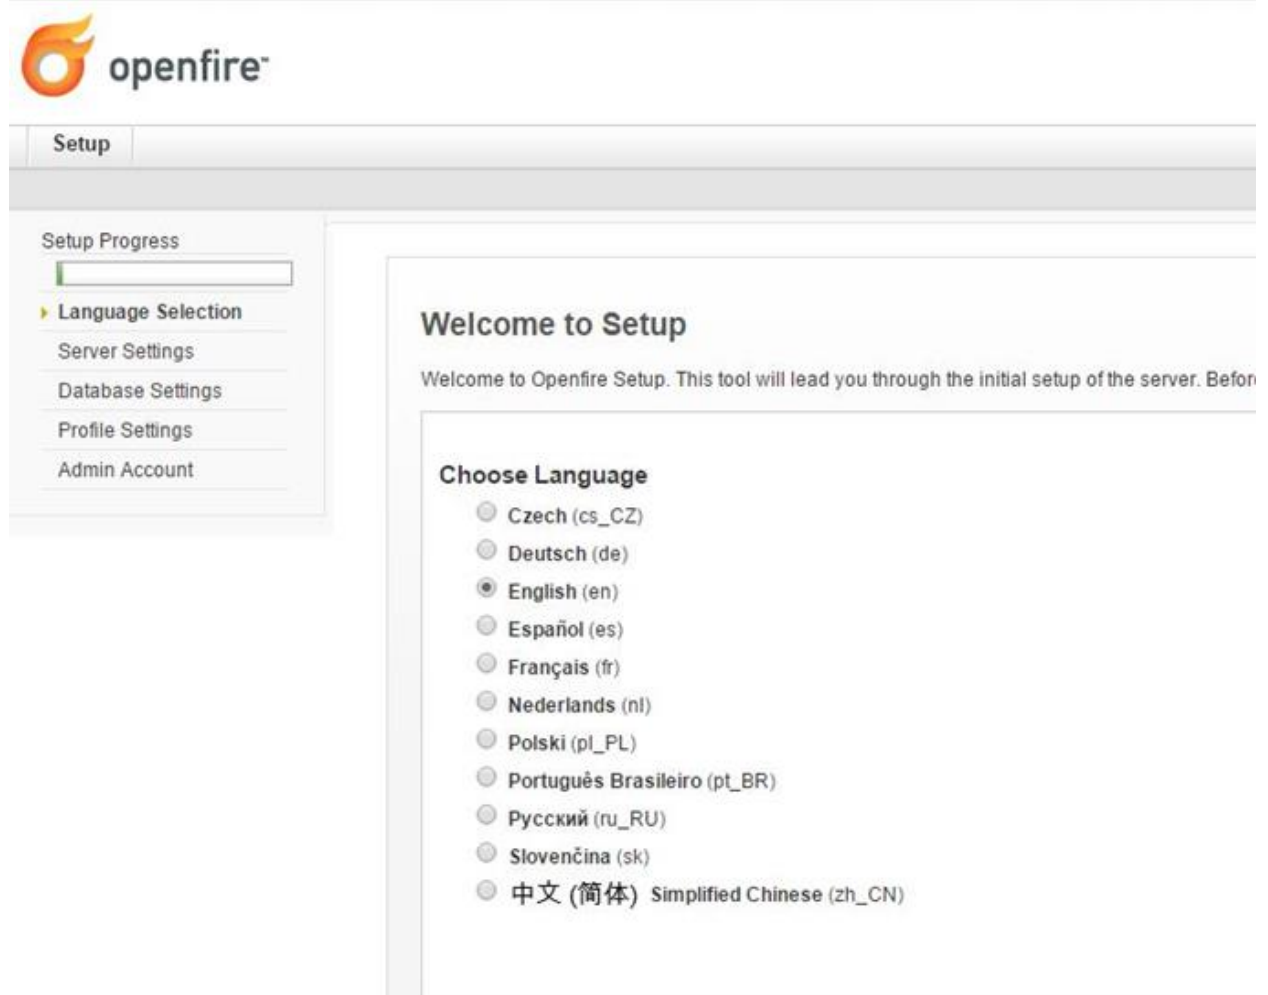 openfire™
Setup
Setup Progress
Language Selection
Server Settings
Database Settings
Profile Settings
Admin Account
Welcome to Setup
Welcome to Openfire Setup. This tool will lead you through the initial setup of the server. Befor
Choose Language
Czech (cs_CZ)
Deutsch (de)
English (en)
Español (es)
Français (fr)
Nederlands (nl)
Polski (pl_PL)
Português Brasileiro (pt_BR)
Русский (ru_RU)
Slovenčina (sk)
中文 (简体) Simplified Chinese (zh_CN)